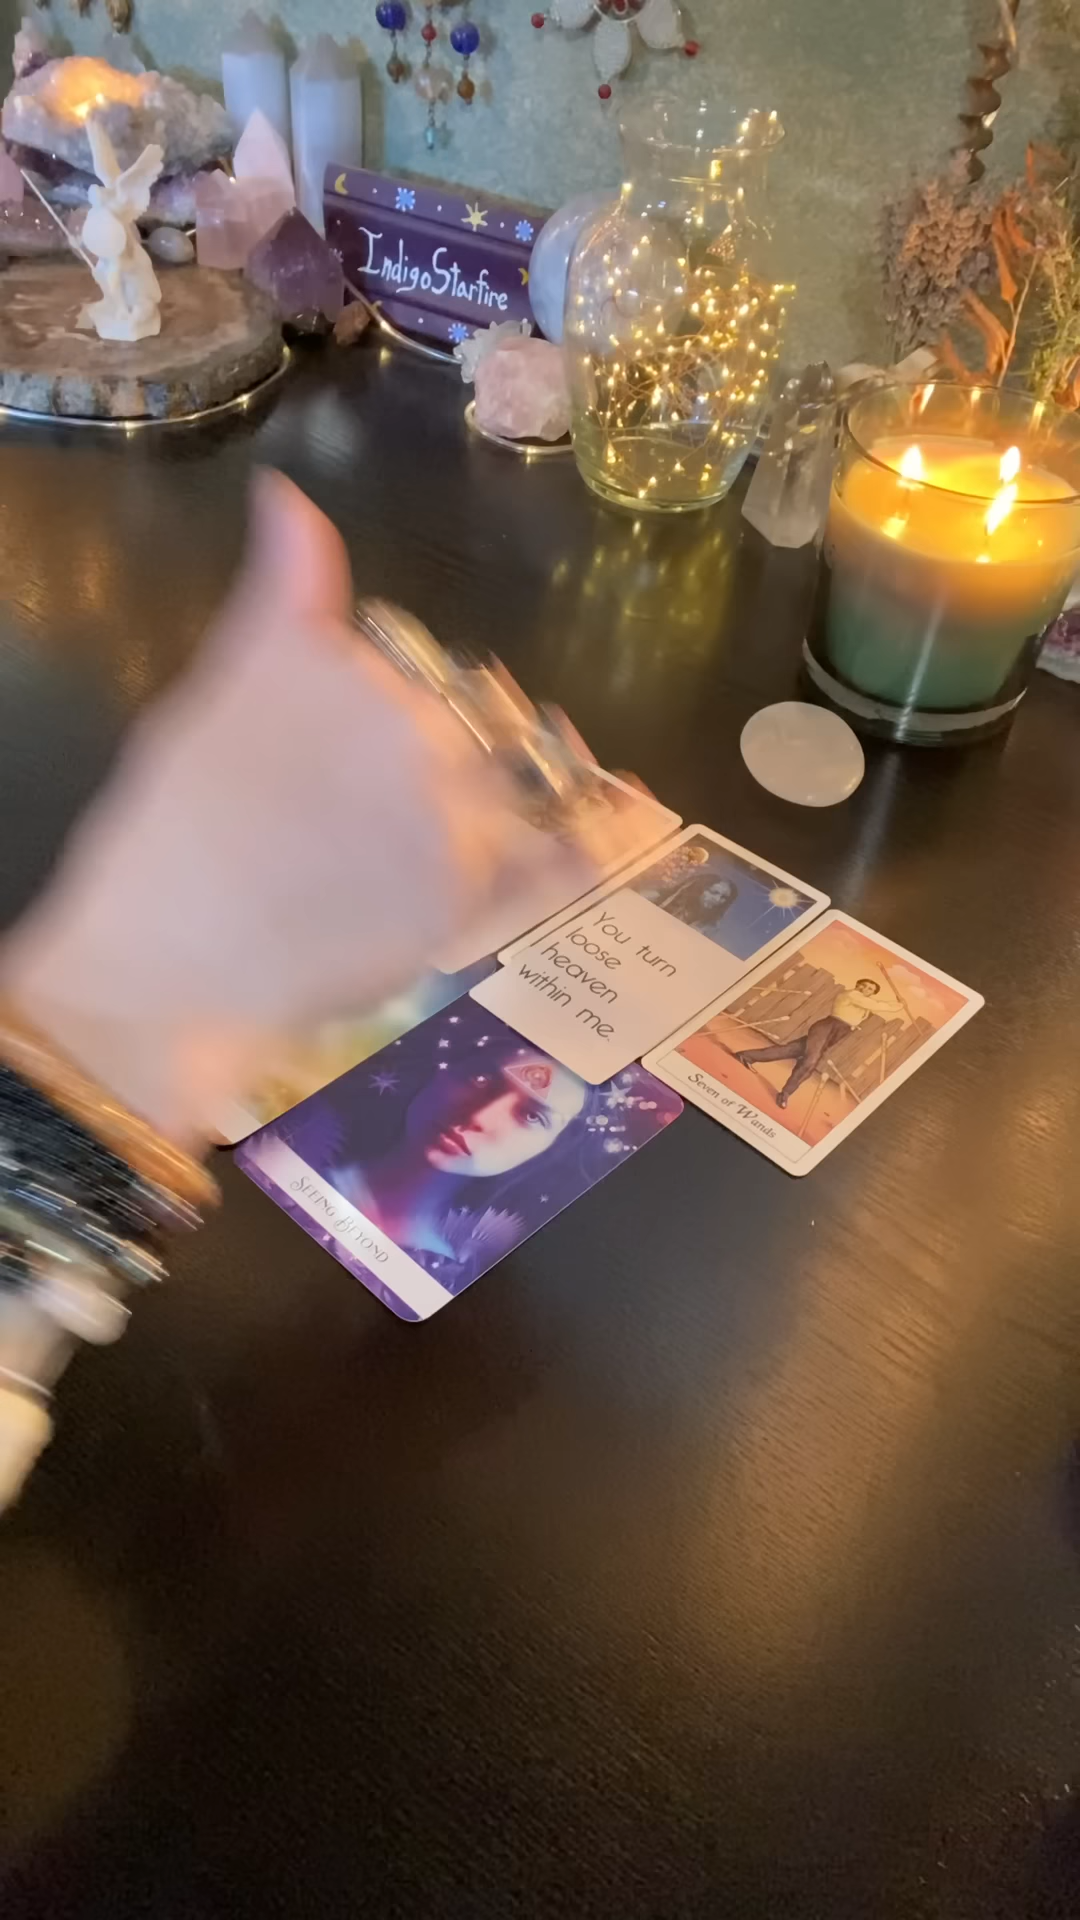 IndigoStarfire
You turn
loose
heaven
within me.
Seven of Wands
Seeing Beyond